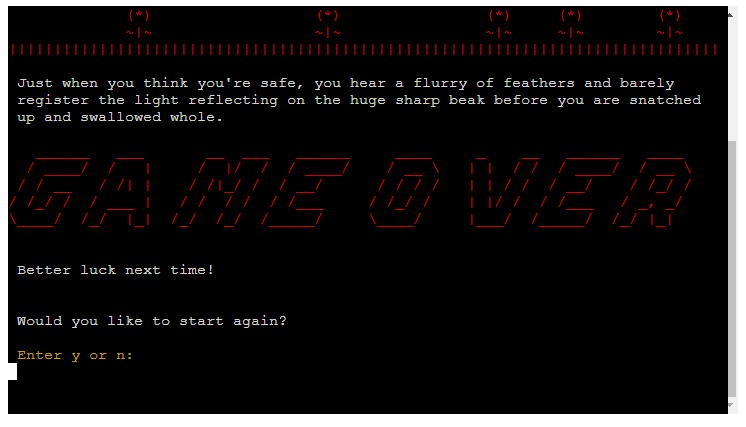 Just when you think you're safe, you hear a flurry of feathers and barely
register the light reflecting on the huge sharp beak before you are snatched
up and swallowed whole.
GAME OVER
Better luck next time!
Would you like to start again?
Enter y or n: